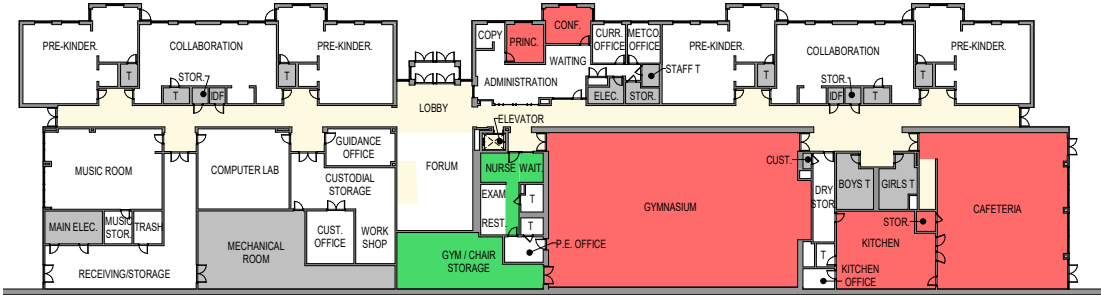 COPY
PRINC.
CONF.
CURR.
OFFICE
METCO
OFFICE
PRE-KINDER.
COLLABORATION
PRE-KINDER.
WAITING
PRE-KINDER.
COLLABORATION
PRE-KINDER.
STAFF T
T
STOR.
T
ADMINISTRATION
T
STOR.
T
T
IDF
ELEC.
STOR.
IDF
T
LOBBY
ELEVATOR
GUIDANCE
OFFICE
MUSIC ROOM
COMPUTER LAB
FORUM
NURSE
WAIT.
CUST.
CUSTODIAL
STORAGE
EXAM
T
DRY
STOR.
BOYS T
GIRLS T
GYMNASIUM
CAFETERIA
MAIN ELEC.
MUSIC
STOR.
TRASH
REST.
T
STOR.
CUST.
OFFICE
WORK
SHOP
P.E. OFFICE
KITCHEN
MECHANICAL
ROOM
GYM / CHAIR
STORAGE
T
KITCHEN
OFFICE
RECEIVING/STORAGE